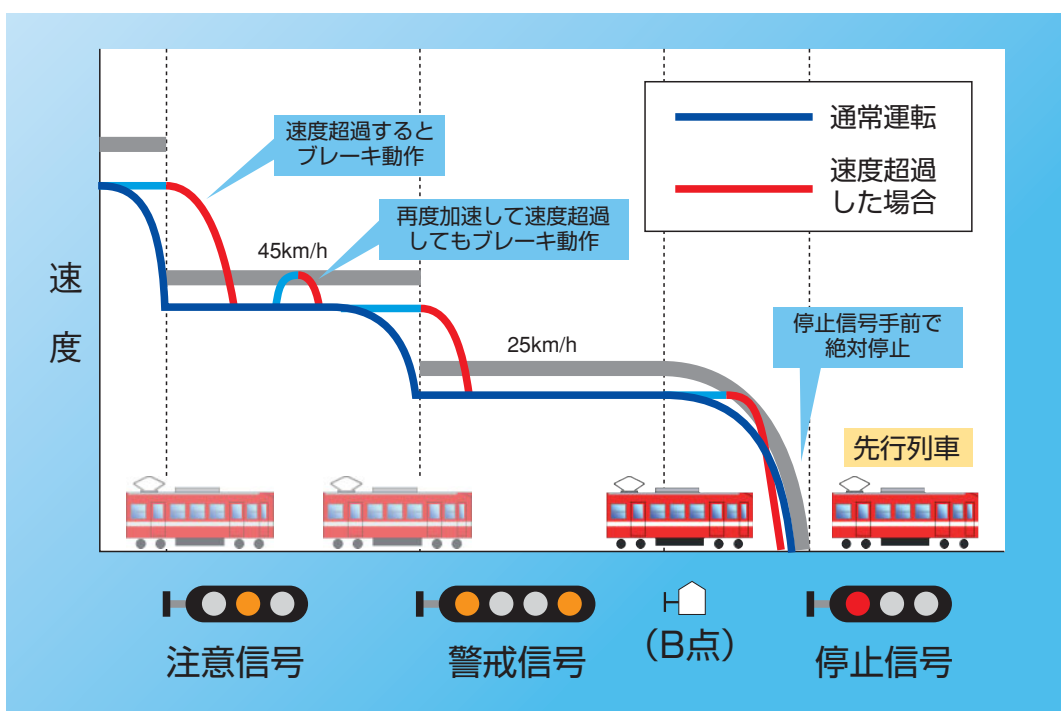 通常運転
速度超過
した場合
速度超過すると
ブレーキ動作
再度加速して速度超過
してもブレーキ動作
45km/h
速
度
25km/h
停止信号手前で
絶対停止
先行列車
注意信号
警戒信号
(B点)
停止信号